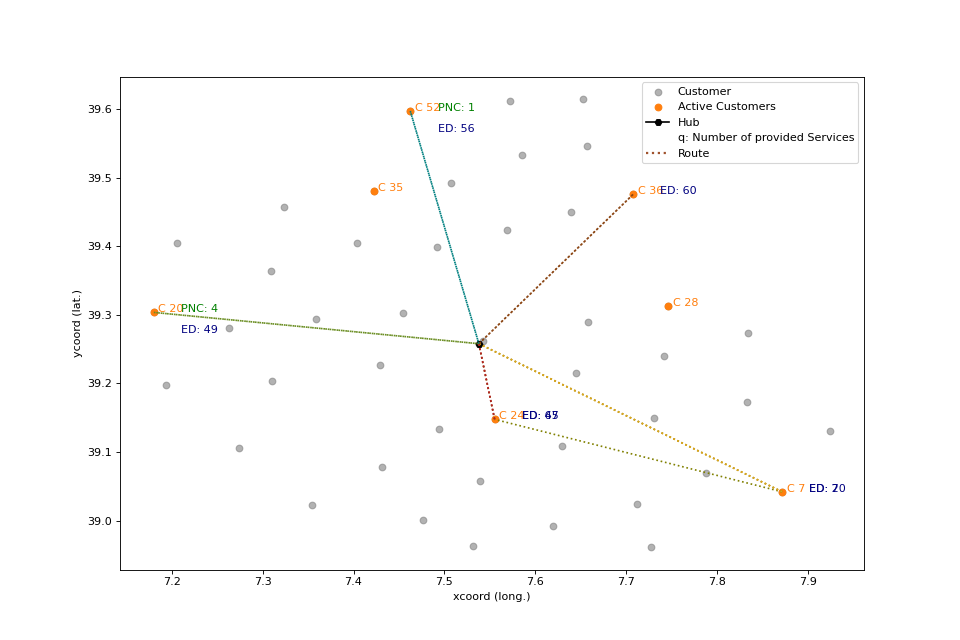 Customer
Active Customers
Hub
q: Number of provided Services
Route
C 52
PNC: 1
ED: 56
C 35
C 36
ED: 60
C 20
PNC: 4
ED: 49
C 28
C 24
C 7
39.6
39.5
39.4
39.3
39.2
39.1
39.0
ycoord (lat.)
7.2 7.3 7.4 7.5 7.6 7.7 7.8 7.9
xcoord (long.)